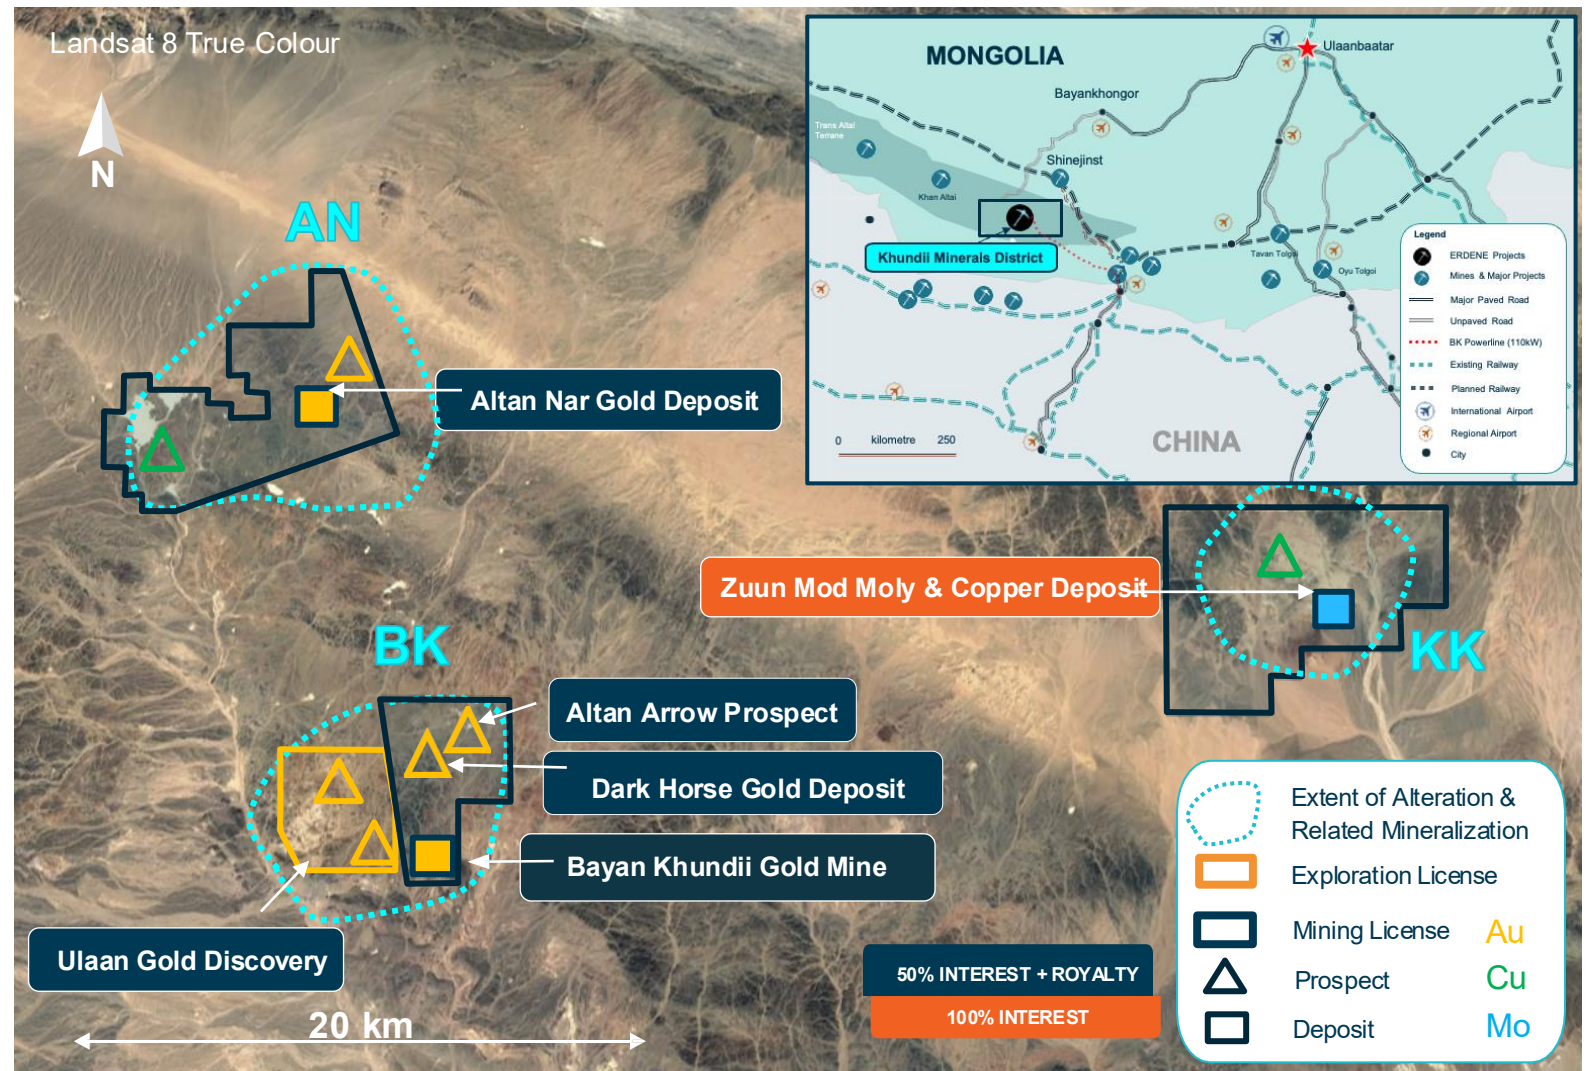 Landsat 8 True Colour
N
MONGOLIA
Ulaanbaatar
Bayankhongor
Trans Altai
Terrane
Shinejinst
Khan Altai
Khundii Minerals District
Tavan Tolgoi
Oyu Tolgoi
0 kilometre 250
CHINA
Legend
ERDENE Projects
Mines & Major Projects
Major Paved Road
Unpaved Road
BK Powerline (110kW)
Existing Railway
Planned Railway
International Airport
Regional Airport
City
AN
Altan Nar Gold Deposit
Zuun Mod Moly & Copper Deposit
KK
BK
Altan Arrow Prospect
Dark Horse Gold Deposit
Bayan Khundii Gold Mine
Ulaan Gold Discovery
20 km
50% INTEREST + ROYALTY
100% INTEREST
Extent of Alteration &
Related Mineralization
Exploration License
Mining License Au
Prospect Cu
Deposit Mo